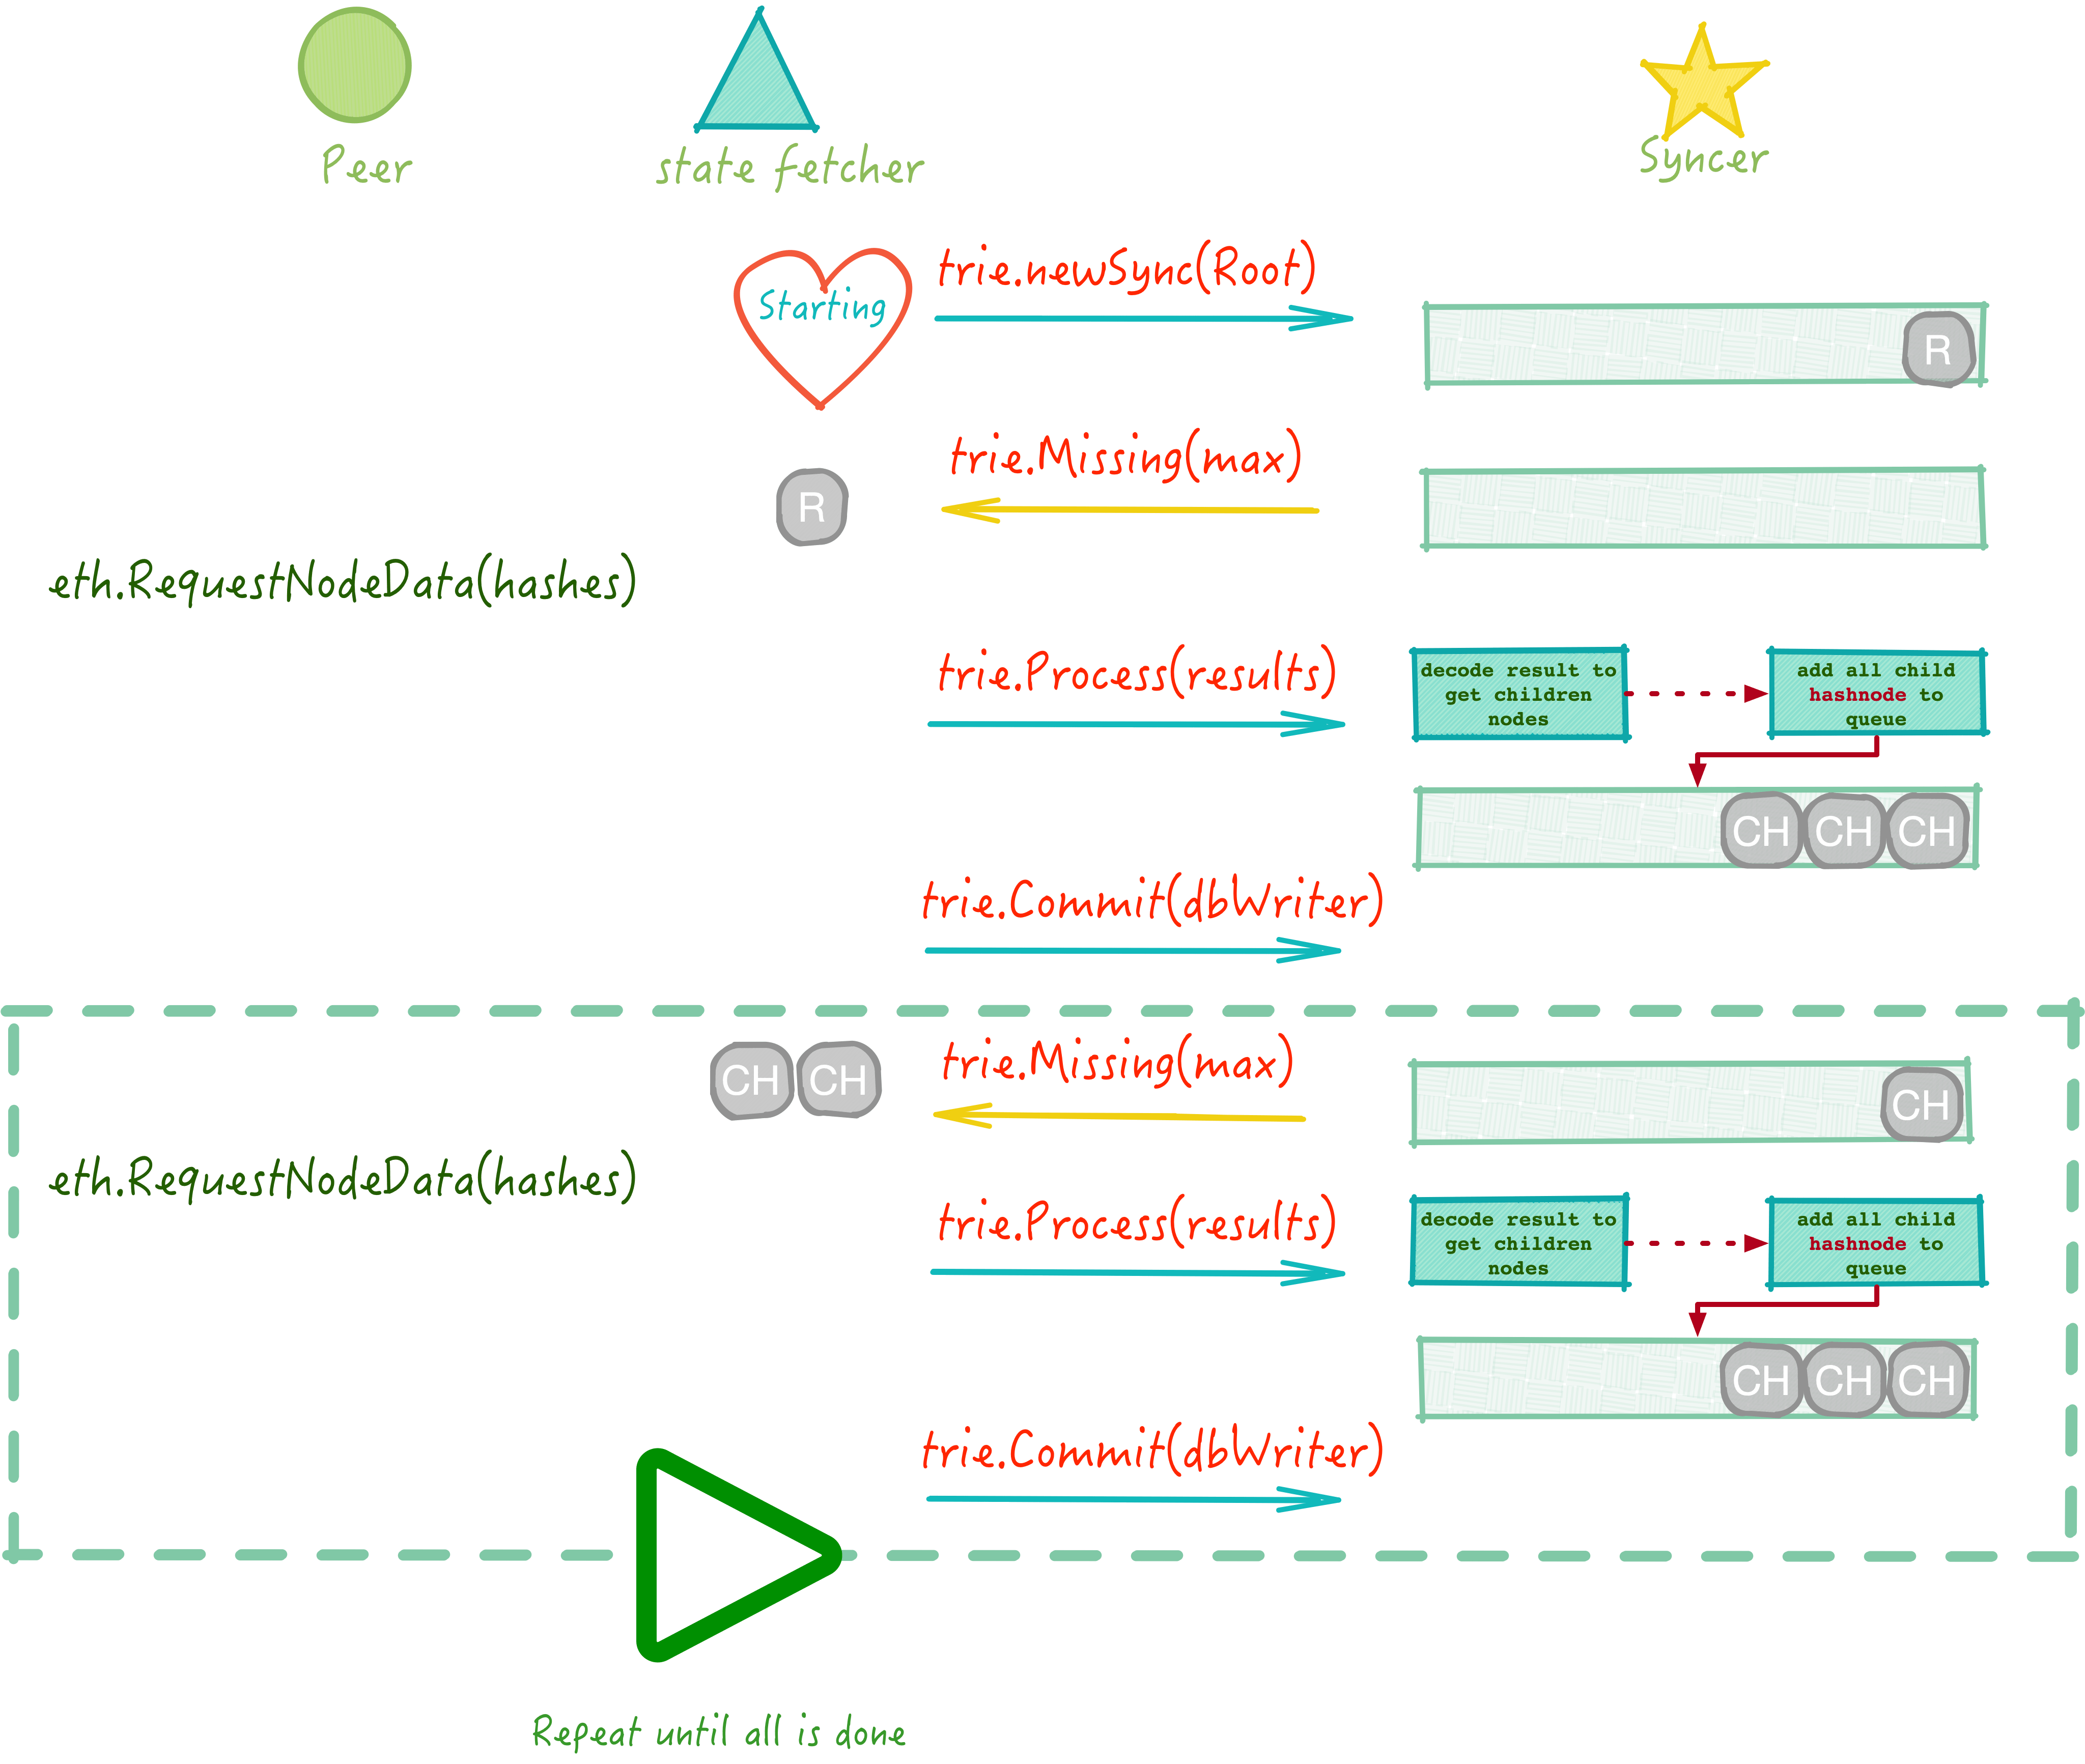 Peer
state fetcher
Syncer
trie.newSync(Root)
Starting
R
trie.Missing(max)
R
eth.RequestNodeData(hashes)
trie.Process(results)
decode result to
get children
nodes
add all child
hashnode to
queue
CH CH CH
trie.Commit(dbWriter)
CH CH
trie.Missing(max)
CH
eth.RequestNodeData(hashes)
trie.Process(results)
decode result to
get children
nodes
add all child
hashnode to
queue
CH CH CH
trie.Commit(dbWriter)
Repeat until all is done